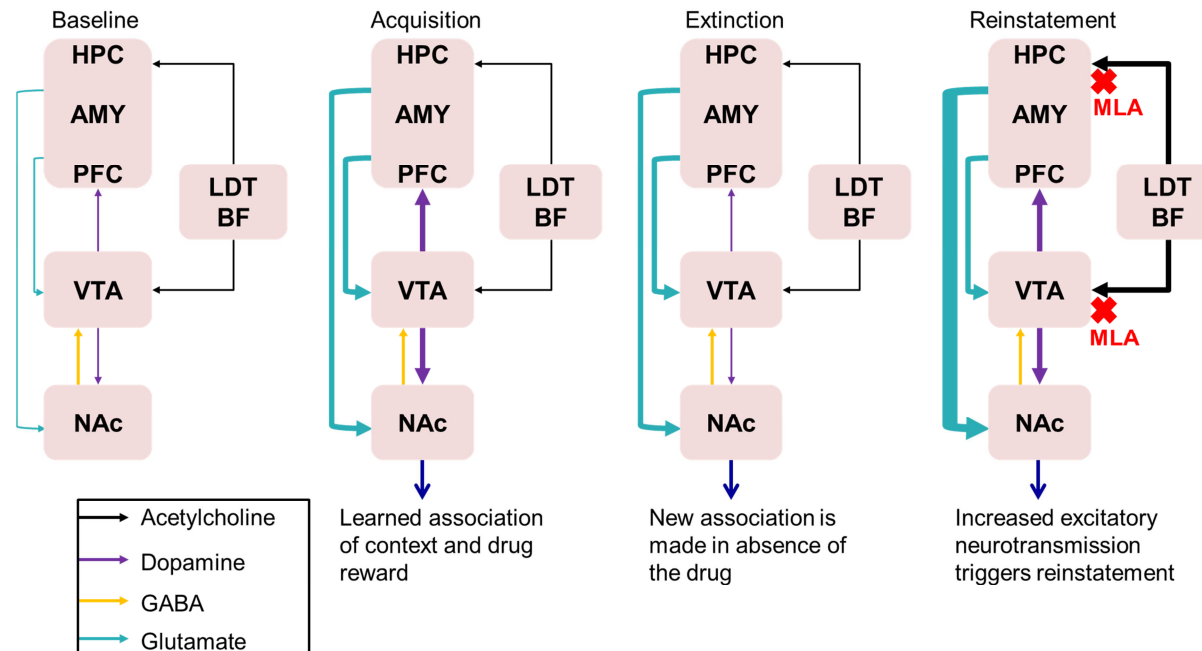 Baseline
HPC
AMY
PFC
LDT
BF
VTA
NAc
Acquisition
HPC
AMY
PFC
LDT
BF
VTA
NAc
Learned association
of context and drug
reward
Extinction
HPC
AMY
PFC
LDT
BF
VTA
NAc
New association is
made in absence of
the drug
Reinstatement
HPC
MLA
AMY
PFC
LDT
BF
VTA
MLA
NAc
Increased excitatory
neurotransmission
triggers reinstatement
Acetylcholine
Dopamine
GABA
Glutamate